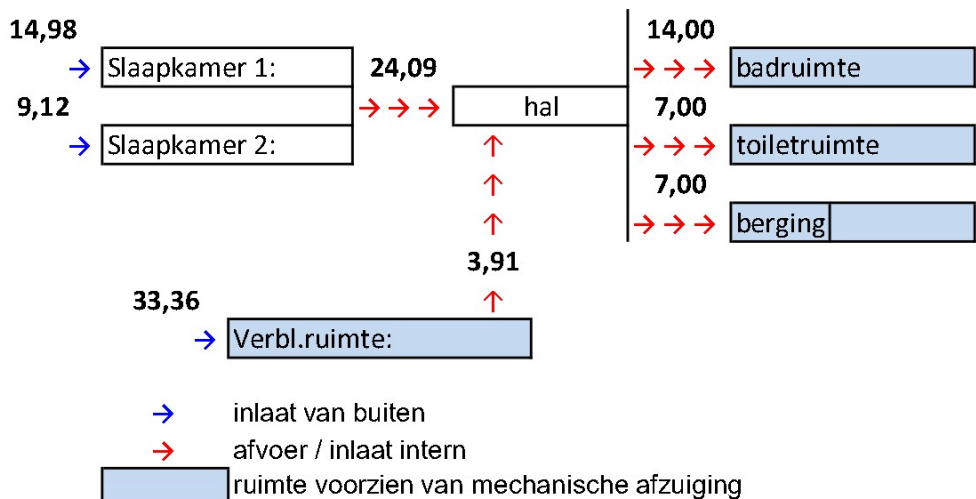 14,98
Slaapkamer 1:
9,12
Slaapkamer 2:
24,09
hal
14,00
badruimte
7,00
toiletruimte
7,00
berging
3,91
33,36
Verbl.ruimte:
inlaat van buiten
afvoer / inlaat intern
ruimte voorzien van mechanische afzuiging